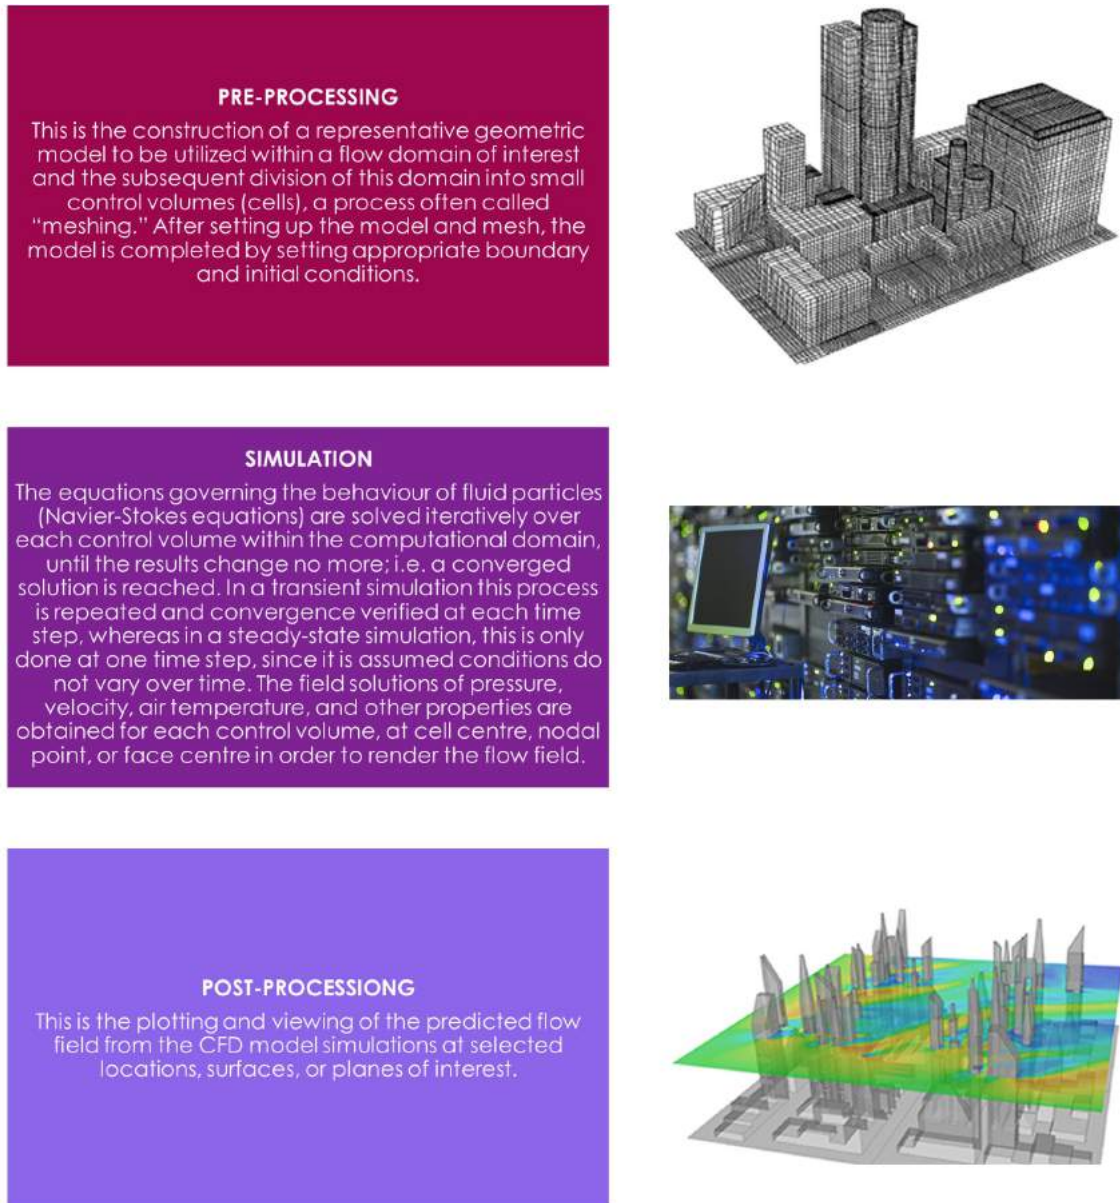 PRE-PROCESSING
This is the construction of a representative geometric
model to be utilized within a flow domain of interest
and the subsequent division of this domain into small
control volumes (cells), a process often called
“meshing.” After setting up the model and mesh, the
model is completed by setting appropriate boundary
and initial conditions.
SIMULATION
The equations governing the behaviour of fluid particles
(Navier-Stokes equations) are solved iteratively over
each control volume within the computational domain,
until the results change no more; i.e. a converged
solution is reached. In a transient simulation this process
is repeated and convergence verified at each time
step, whereas in a steady-state simulation, this is only
done at one time step, since it is assumed conditions do
not vary over time. The field solutions of pressure,
velocity, air temperature, and other properties are
obtained for each control volume, at cell centre, nodal
point, or face centre in order to render the flow field.
POST-PROCESSIONG
This is the plotting and viewing of the predicted flow
field from the CFD model simulations at selected
locations, surfaces, or planes of interest.